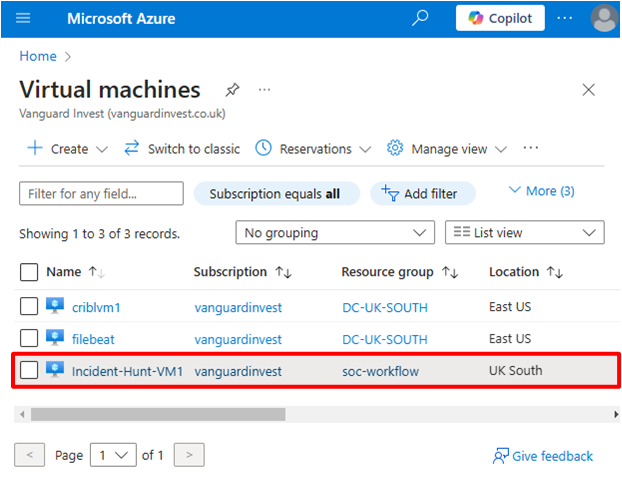 Microsoft Azure Copilot ...
Home >
Virtual machines ...
Vanguard Invest (vanguardinvest.co.uk)
+ Create Switch to classic Reservations Manage view ...
Filter for any field... Subscription equals all Add filter More (3)
Showing 1 to 3 of 3 records. No grouping List view
Name ↑↓ Subscription ↑↓ Resource group ↑↓ Location ↑↓
criblvm1 vanguardinvest DC-UK-SOUTH East US
filebeat vanguardinvest DC-UK-SOUTH East US
Incident-Hunt-VM1 vanguardinvest soc-workflow UK South
< Page 1 of 1 > Give feedback